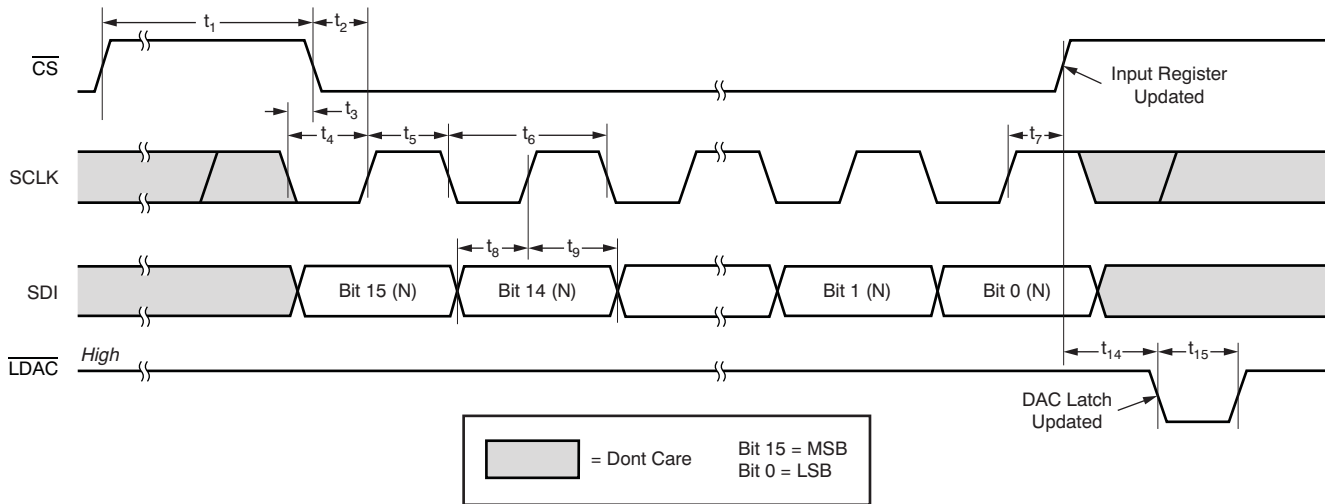 t1
t2
CS
Input Register
Updated
t3
t4
t5
t6
t7
SCLK
t8
t9
SDI
Bit 15 (N)
Bit 14 (N)
Bit 1 (N)
Bit 0 (N)
LDAC
High
t14
t15
DAC Latch
Updated
= Dont Care
Bit 15 = MSB
Bit 0 = LSB